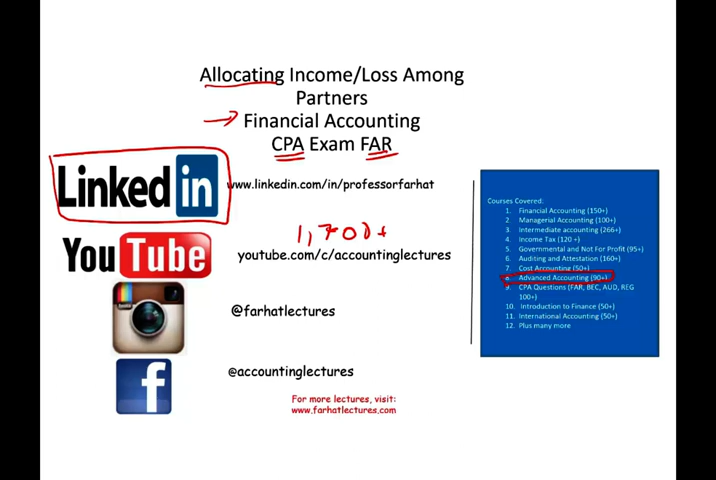 Allocating Income/Loss Among
Partners
Financial Accounting
CPA Exam FAR
Linked in
www.linkedin.com/in/professorfarhat
1,700+
YouTube
youtube.com/c/accountinglectures
@farhatlectures
f
@accountinglectures
For more lectures, visit:
www.farhatlectures.com
Courses Covered:
1. Financial Accounting (150+)
2. Managerial Accounting (100+)
3. Intermediate accounting (266+)
4. Income Tax (120 +)
5. Governmental and Not For Profit (95+)
6. Auditing and Attestation (160+)
7. Cost Accounting (50+)
8. Advanced Accounting (90+)
9. CPA Questions (FAR, BEC, AUD, REG
100+)
10. Introduction to Finance (50+)
11. International Accounting (50+)
12. Plus many more